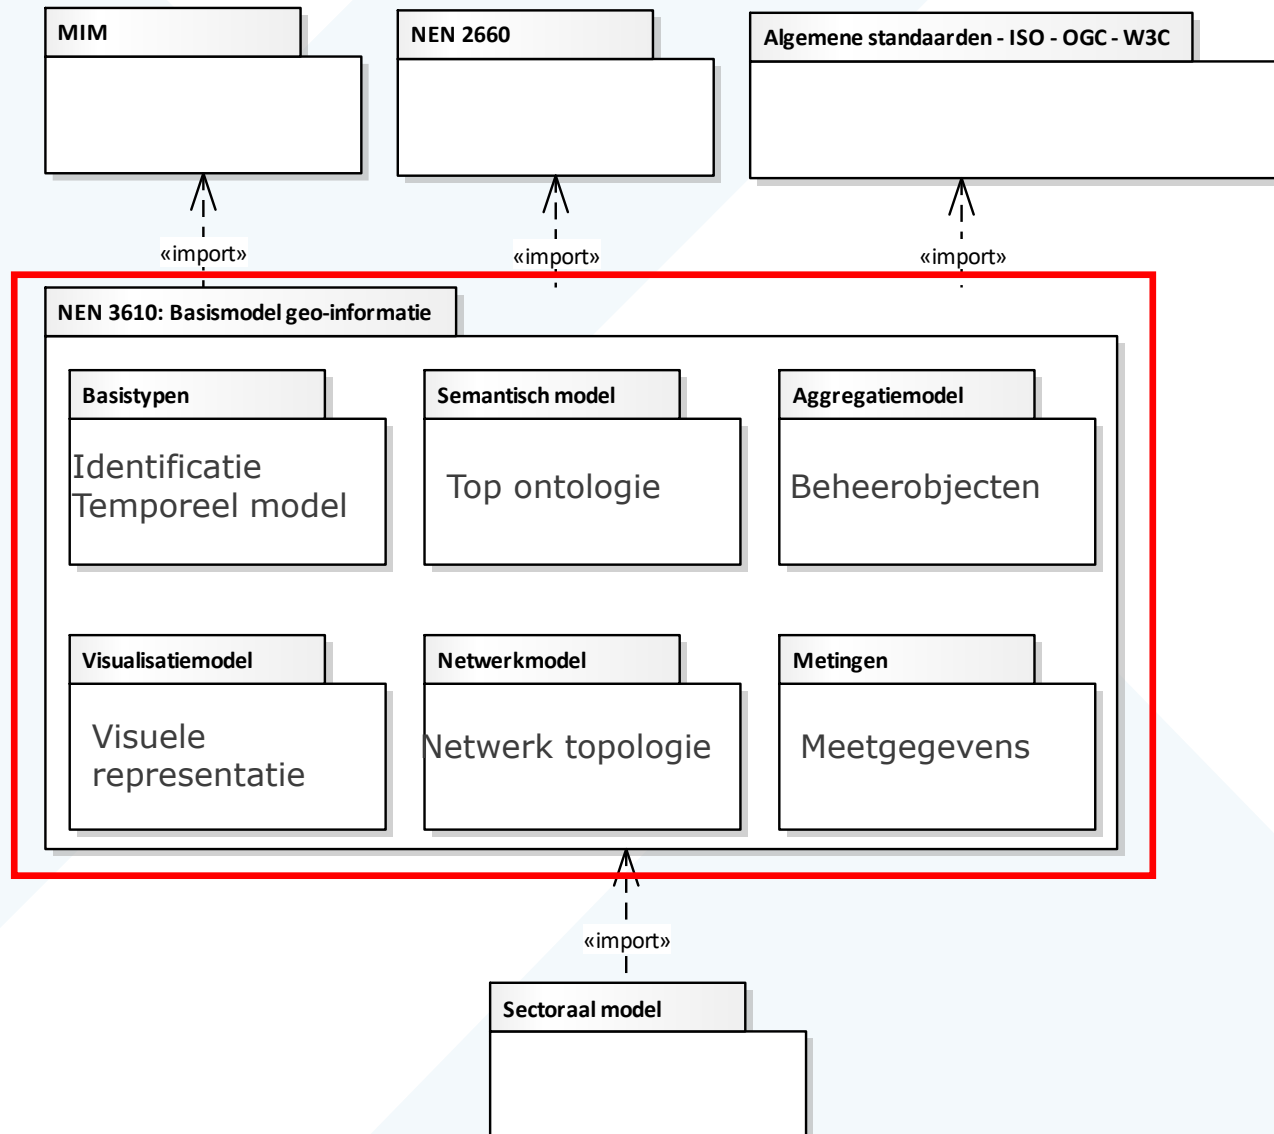 MIM
NEN 2660
Algemene standaarden - ISO - OGC - W3C
«import»
«import»
«import»
NEN 3610: Basismodel geo-informatie
Basistypen
Identificatie
Temporeel model
Semantisch model
Top ontologie
Aggregatiemodel
Beheerobjecten
Visualisatiemodel
Visuele
representatie
Netwerkmodel
Netwerk topologie
Metingen
Meetgegevens
«import»
Sectoraal model